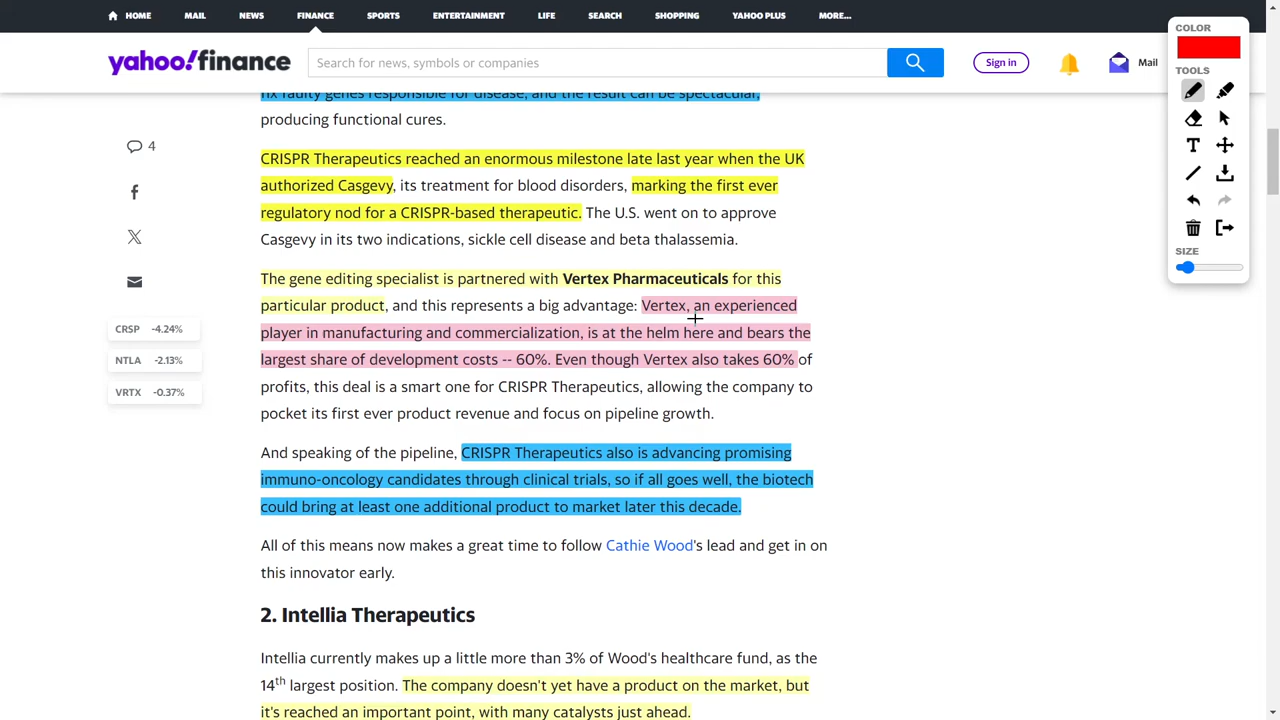 HOME MAIL NEWS FINANCE SPORTS ENTERTAINMENT LIFE SEARCH SHOPPING YAHOO PLUS MORE...
yahoo!finance
Search for news, symbols or companies
Sign in
Mail
COLOR
TOOLS
SIZE
4
CRSP -4.24%
NTLA -2.13%
VRTX -0.37%
fix faulty genes responsible for disease, and the result can be spectacular,
producing functional cures.
CRISPR Therapeutics reached an enormous milestone late last year when the UK
authorized Casgevy, its treatment for blood disorders, marking the first ever
regulatory nod for a CRISPR-based therapeutic. The U.S. went on to approve
Casgevy in its two indications, sickle cell disease and beta thalassemia.
The gene editing specialist is partnered with Vertex Pharmaceuticals for this
particular product, and this represents a big advantage: Vertex, an experienced
player in manufacturing and commercialization, is at the helm here and bears the
largest share of development costs -- 60%. Even though Vertex also takes 60% of
profits, this deal is a smart one for CRISPR Therapeutics, allowing the company to
pocket its first ever product revenue and focus on pipeline growth.
And speaking of the pipeline, CRISPR Therapeutics also is advancing promising
immuno-oncology candidates through clinical trials, so if all goes well, the biotech
could bring at least one additional product to market later this decade.
All of this means now makes a great time to follow Cathie Wood's lead and get in on
this innovator early.
2. Intellia Therapeutics
Intellia currently makes up a little more than 3% of Wood's healthcare fund, as the
14th largest position. The company doesn't yet have a product on the market, but
it's reached an important point, with many catalysts just ahead.